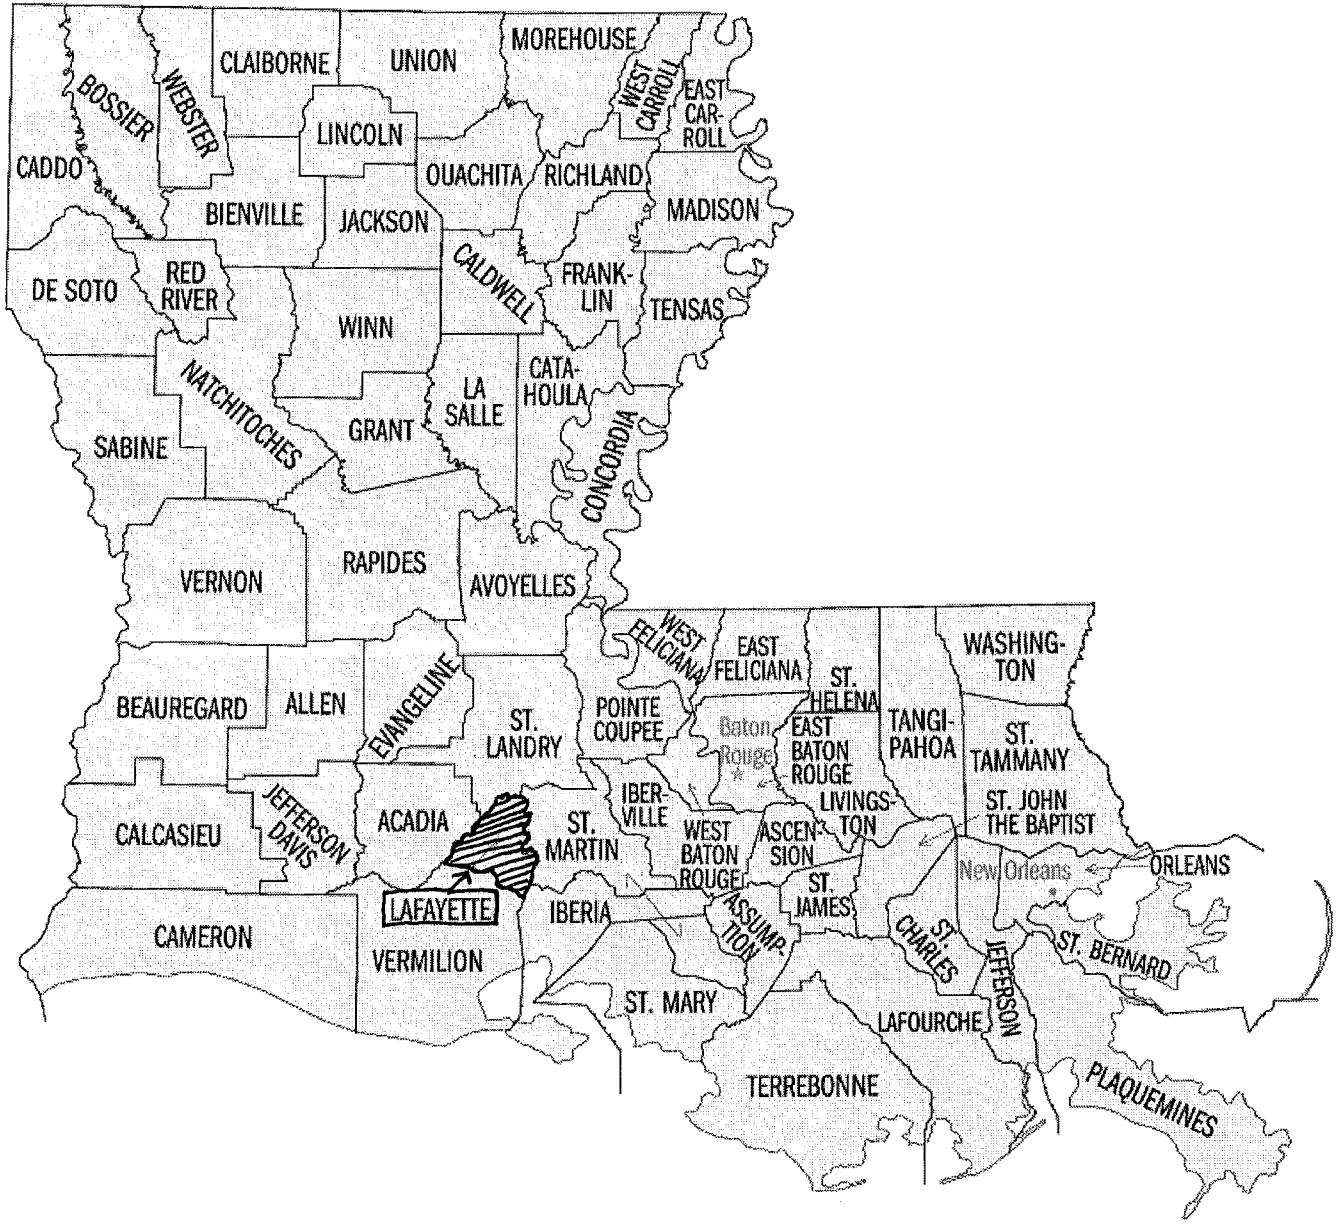 MOREHOUSE
CLAIBORNE
UNION
WEST
CARROLL
BOSSIER
WEBSTER
EAST
CAR-
ROLL
LINCOLN
CADDO
OUACHITA
RICHLAND
BIENVILLE
JACKSON
MADISON
DE SOTO
RED
RIVER
CALDWELL
FRANK-
LIN
TENSAS
WINN
NATCHITOCHES
LA
SALLE
CATA-
HOULA
SABINE
GRANT
CONCORDIA
VERNON
RAPIDES
AVOYELLES
WEST
FELICIANA
EAST
FELICIANA
ST.
HELENA
WASHING-
TON
BEAUREGARD
ALLEN
EVANGELINE
ST.
LANDRY
POINTE
COUPEE
Baton
Rouge
EAST
BATON
ROUGE
TANGI-
PAHOA
ST.
TAMMANY
CALCASIEU
JEFFERSON
DAVIS
ACADIA
ST.
MARTIN
IBER-
VILLE
WEST
BATON
ROUGE
ASCEN-
SION
LIVINGS-
TON
ST. JOHN
THE BAPTIST
LAFAYETTE
IBERIA
ASSUMP-
TION
ST.
JAMES
ST.
CHARLES
New Orleans
ORLEANS
CAMERON
VERMILION
ST. MARY
JEFFERSON
ST. BERNARD
LAFOURCHE
TERREBONNE
PLAQUEMINES